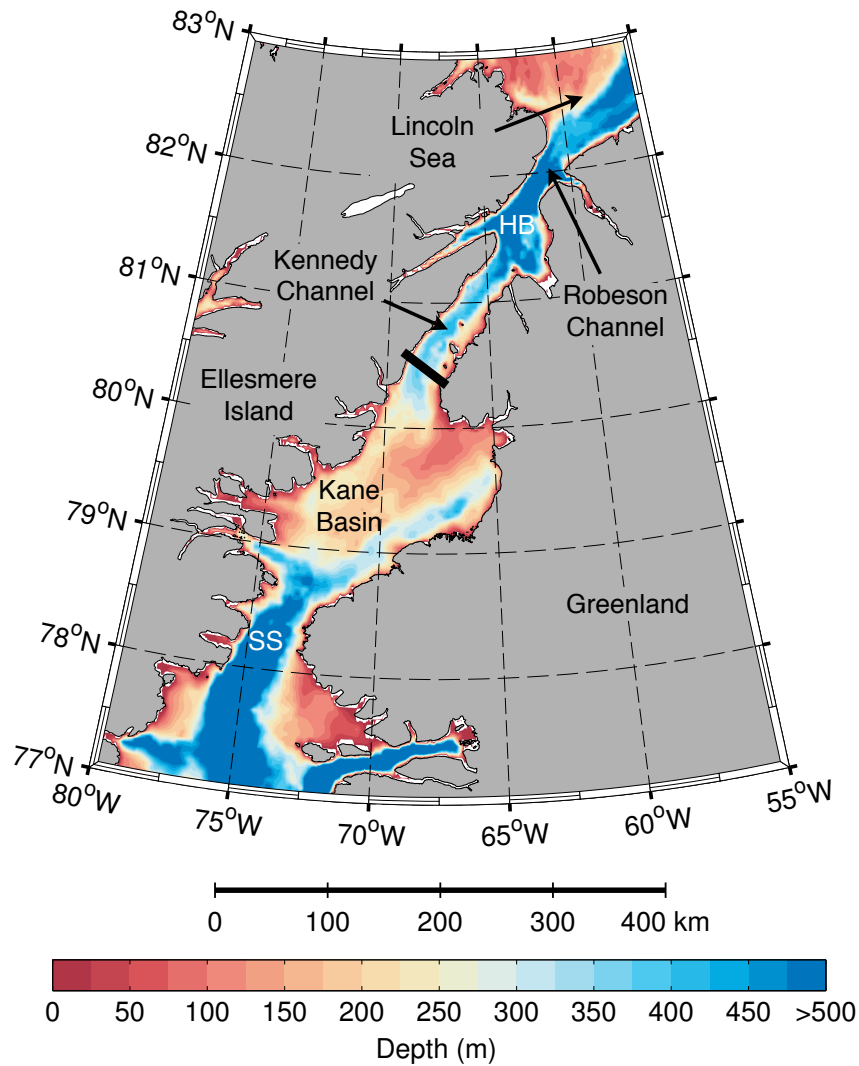 83°N
Lincoln
Sea
82°N
HB
81°N
Kennedy
Channel
Robeson
Channel
80°N
Ellesmere
Island
79°N
Kane
Basin
Greenland
78°N
SS
77°N
80°W
75°W
70°W
65°W
60°W
55°W
0 100 200 300 400 km
0 50 100 150 200 250 300 350 400 450 >500
Depth (m)